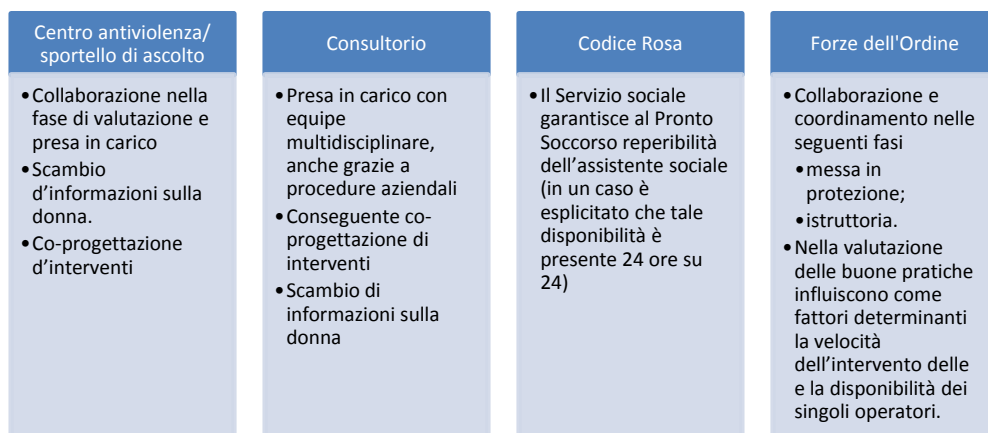 Centro antiviolenza/
sportello di ascolto
•Collaborazione nella
fase di valutazione e
presa in carico
•Scambio
d'informazioni sulla
donna.
•Co-progettazione
d'interventi
Consultorio
•Presa in carico con
equipe
multidisciplinare,
anche grazie a
procedure aziendali
•Conseguente co-
progettazione di
interventi
•Scambio di
informazioni sulla
donna
Codice Rosa
•Il Servizio sociale
garantisce al Pronto
Soccorso reperibilità
dell'assistente sociale
(in un caso è
esplicitato che tale
disponibilità è
presente 24 ore su
24)
Forze dell'Ordine
•Collaborazione e
coordinamento nelle
seguenti fasi
•messa in
protezione;
•istruttoria.
•Nella valutazione
delle buone pratiche
influiscono come
fattori determinanti
la velocità
dell'intervento delle
e la disponibilità dei
singoli operatori.